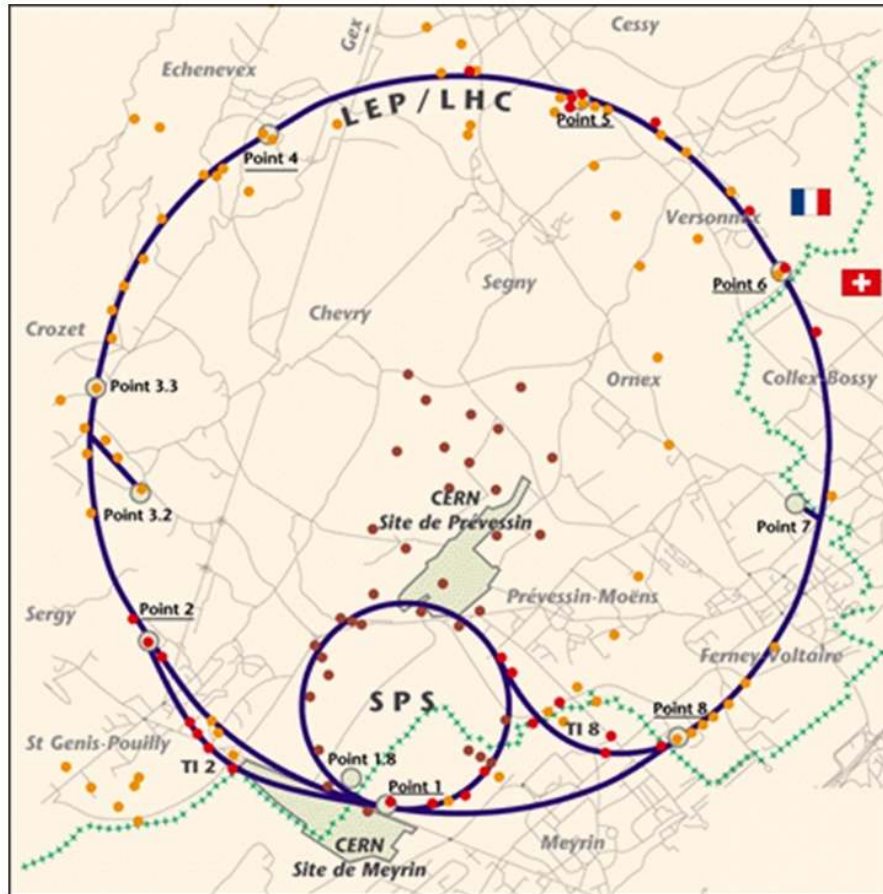 Cessy
Gex
Echenevex
LEP/LHC
Point 5
Point 4
Versonnex
Segny
Point 6
Chevry
Crozet
Point 3.3
Ornex
Collex-Bossy
CERN
Site de Prévessin
Point 3.2
Point 7
Prévessin-Moëns
Point 2
Sergy
Ferney-Voltaire
SPS
Point 8
St Genis-Pouilly
TI 8
TI 2
Point 1.8
Point 1
CERN
Site de Meyrin
Meyrin